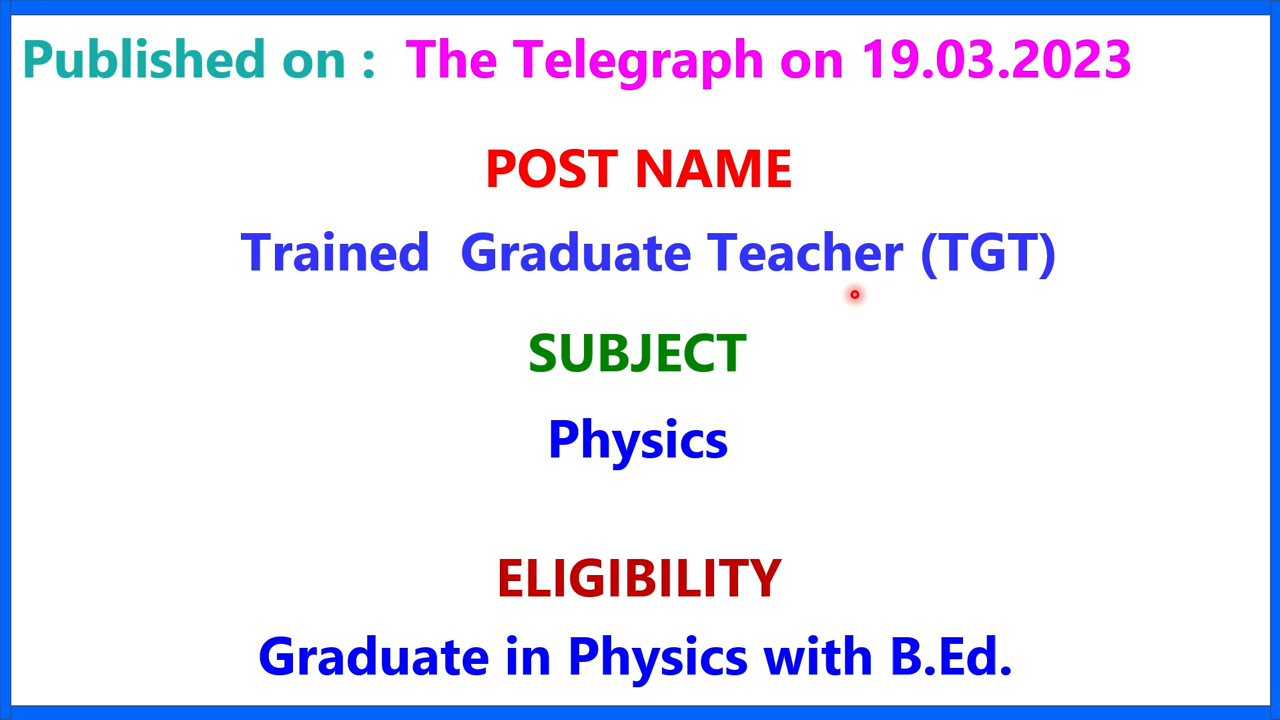 Published on : The Telegraph on 19.03.2023
POST NAME
Trained Graduate Teacher (TGT)
SUBJECT
Physics
ELIGIBILITY
Graduate in Physics with B.Ed.